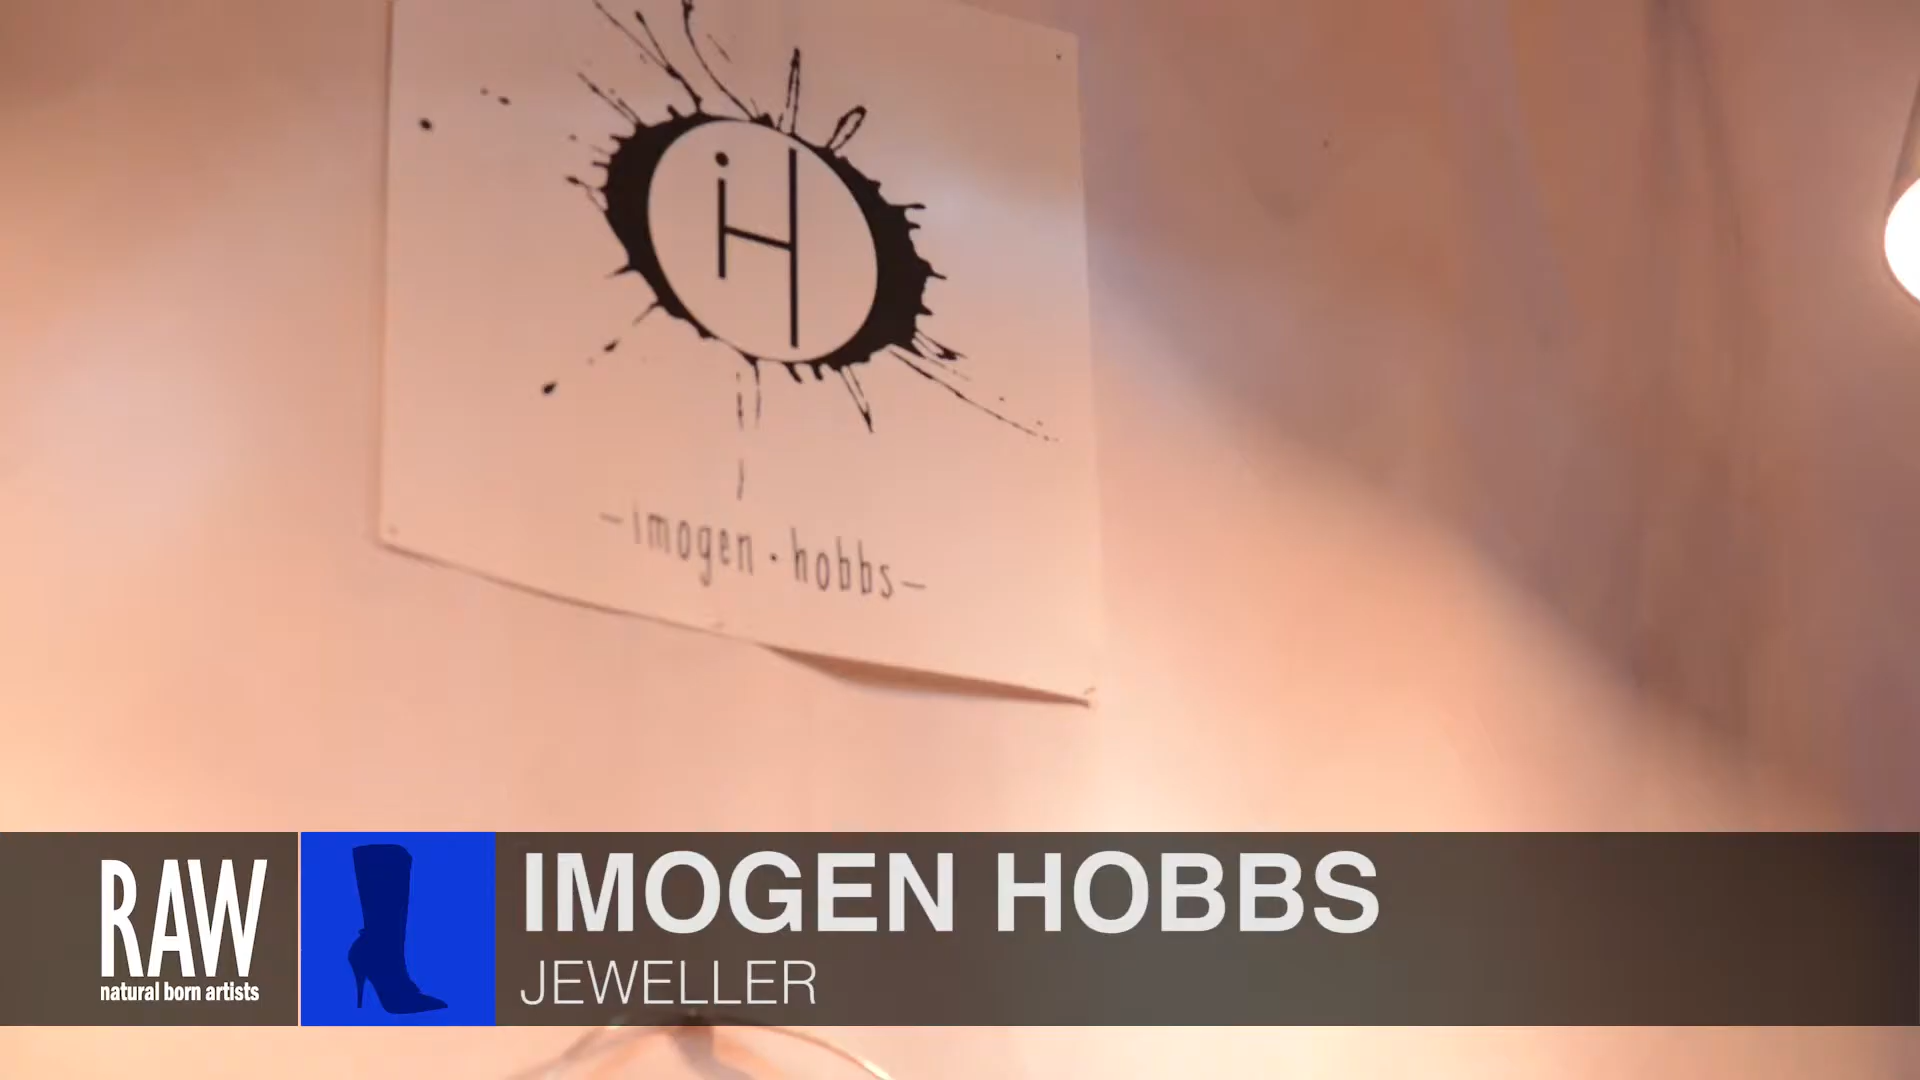 iH
—imogen·hobbs—
RAW
natural born artists
IMOGEN HOBBS
JEWELLER